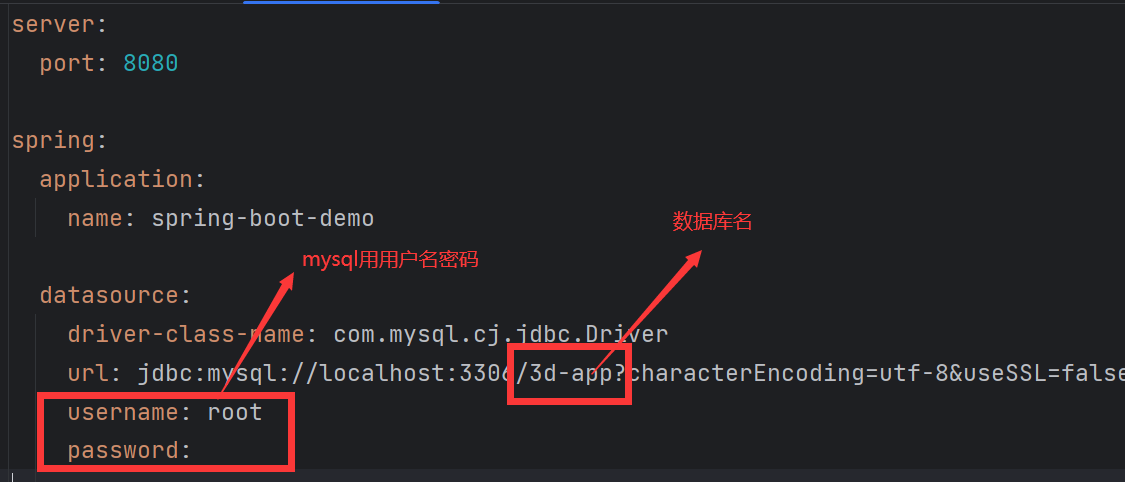 server:
port: 8080
spring:
application:
name: spring-boot-demo
数据库名
mysql用用户名密码
datasource:
driver-class-name: com.mysql.cj.jdbc.Driver
url: jdbc:mysql://localhost:3306/3d-app?characterEncoding=utf-8&useSSL=false
username: root
password: